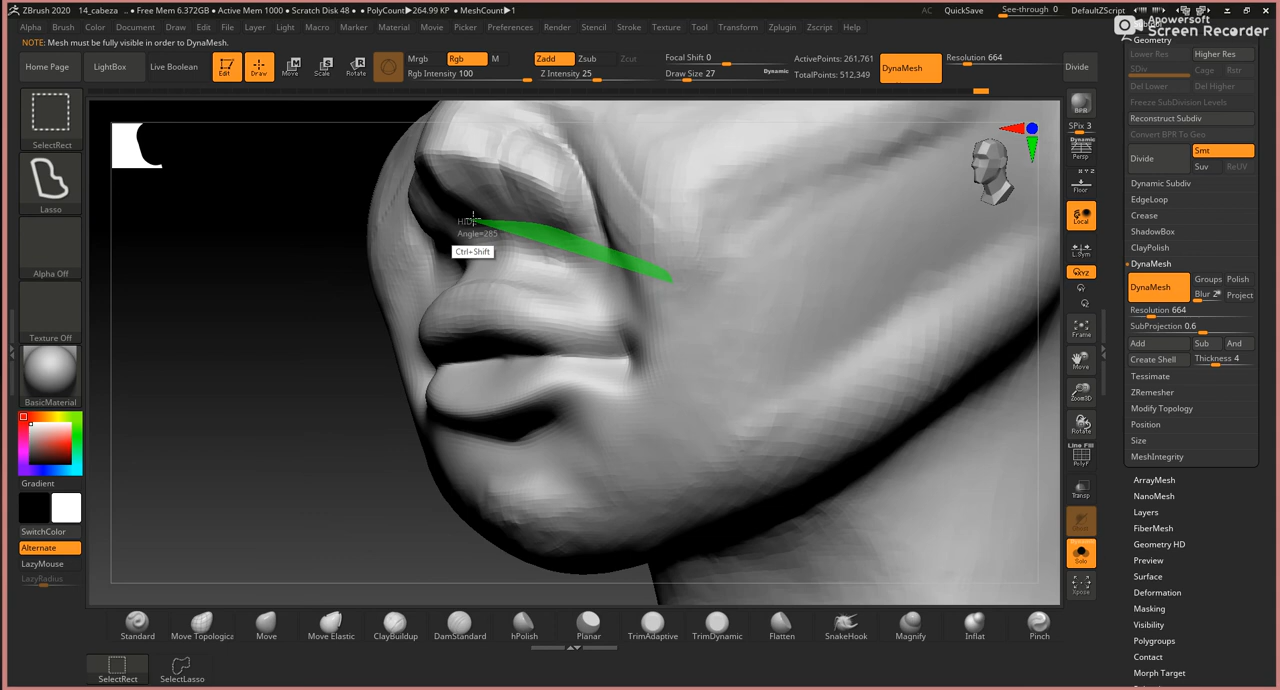 ZBrush 2020 14_cabeza .. • Free Mem 6.372GB • Active Mem 1000 • Scratch Disk 48 • PolyCount▶264.99 KP • MeshCount▶1
AC QuickSave See-through 0 DefaultZScript
Apowersoft
Screen Recorder
Alpha Brush Color Document Draw Edit File Layer Light Macro Marker Material Movie Picker Preferences Render Stencil Stroke Texture Tool Transform Zplugin Zscript Help
NOTE: Mesh must be fully visible in order to DynaMesh.
Home Page LightBox Live Boolean
Edit Draw Move Scale Rotate
Mrgb Rgb M
Rgb Intensity 100
Zadd Zsub Zcut
Z Intensity 25
Focal Shift 0
Draw Size 27 Dynamic
ActivePoints: 261,761
TotalPoints: 512,349
DynaMesh
Resolution 664
Divide
SelectRect
Lasso
Alpha Off
Texture Off
BasicMaterial
Gradient
SwitchColor
Alternate
LazyMouse
LazyRadius
HIDE
Angle=285
Ctrl+Shift
BPR
SPix 3
Dynamic
Persp
Floor
Local
L.Sym
XYZ
Frame
Move
Zoom3D
Rotate
Line Fill
PolyF
Transp
Ghost
Solo
Xpose
Geometry
Lower Res Higher Res
SDiv Cage Rstr
Del Lower Del Higher
Freeze SubDivision Levels
Reconstruct Subdiv
Convert BPR To Geo
Divide Smt
Suv ReUV
Dynamic Subdiv
EdgeLoop
Crease
ShadowBox
ClayPolish
DynaMesh
DynaMesh Groups Polish
Blur 2 Project
Resolution 664
SubProjection 0.6
Add Sub And
Create Shell Thickness 4
Tessimate
ZRemesher
Modify Topology
Position
Size
MeshIntegrity
ArrayMesh
NanoMesh
Layers
FiberMesh
Geometry HD
Preview
Surface
Deformation
Masking
Visibility
Polygroups
Contact
Morph Target
Standard Move Topologica Move Move Elastic ClayBuildup DamStandard hPolish Planar TrimAdaptive TrimDynamic Flatten SnakeHook Magnify Inflat Pinch
SelectRect SelectLasso